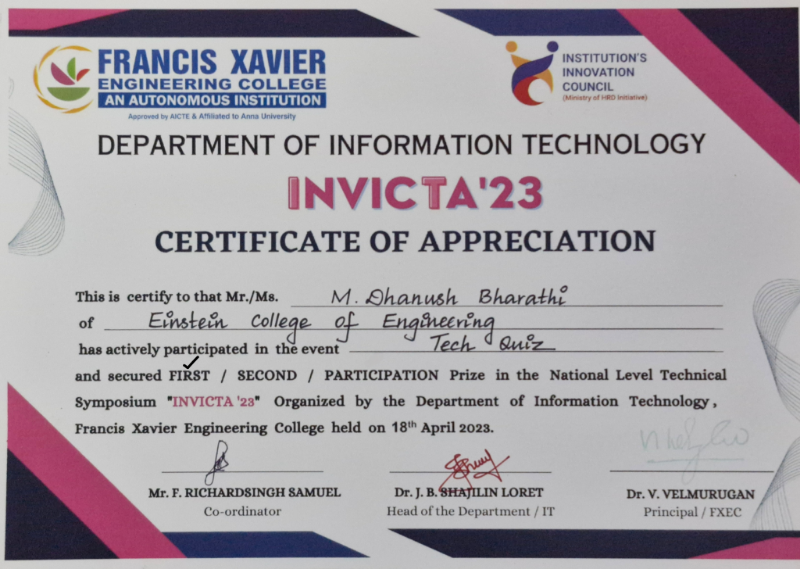 FRANCIS XAVIER
ENGINEERING COLLEGE
AN AUTONOMOUS INSTITUTION
Approved by AICTE & Affiliated to Anna University
INSTITUTION'S
INNOVATION
COUNCIL
(Ministry of HRD Initiative)
DEPARTMENT OF INFORMATION TECHNOLOGY
INVICTA'23
CERTIFICATE OF APPRECIATION
This is certify to that Mr./Ms. M. Dhanush Bharathi
of Einstein College of Engineering
has actively participated in the event Tech Quiz
and secured FIRST / SECOND / PARTICIPATION Prize in the National Level Technical
Symposium "INVICTA '23" Organized by the Department of Information Technology,
Francis Xavier Engineering College held on 18th April 2023.
Mr. F. RICHARDSINGH SAMUEL
Co-ordinator
Dr. J. B. SHAJILIN LORET
Head of the Department / IT
Dr. V. VELMURUGAN
Principal / FXEC